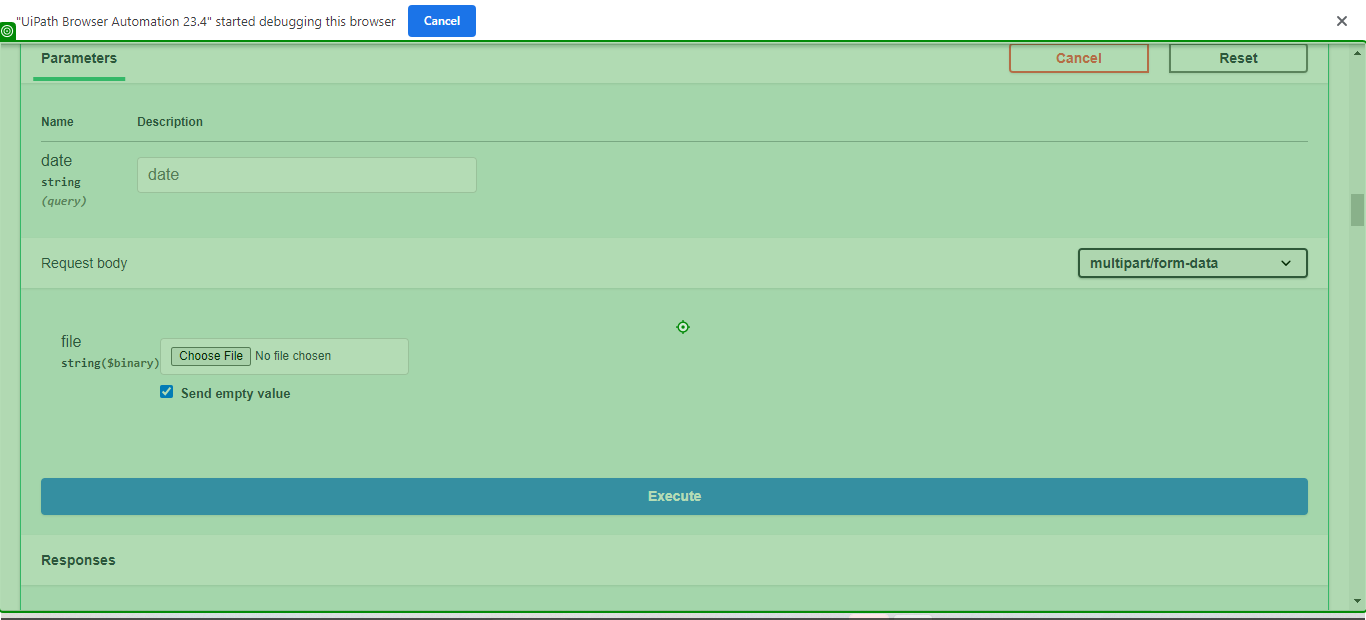 "UiPath Browser Automation 23.4" started debugging this browser Cancel
Parameters Cancel Reset
Name Description
date date
string
(query)
Request body multipart/form-data
file
string($binary) Choose File No file chosen
Send empty value
Execute
Responses